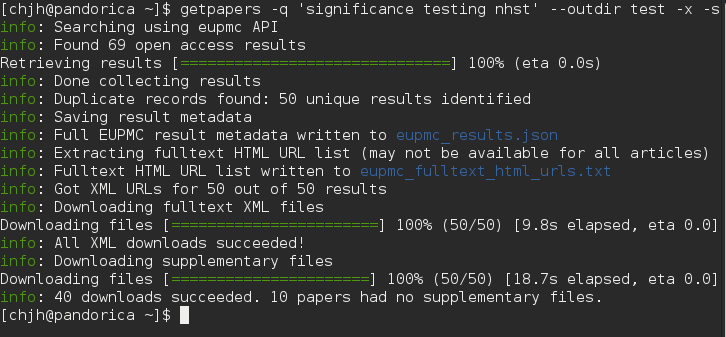 [chjh@pandorica ~]$ getpapers -q 'significance testing nhst' --outdir test -x -s
info: Searching using eupmc API
info: Found 69 open access results
Retrieving results [==============================] 100% (eta 0.0s)
info: Done collecting results
info: Duplicate records found: 50 unique results identified
info: Saving result metadata
info: Full EUPMC result metadata written to eupmc_results.json
info: Extracting fulltext HTML URL list (may not be available for all articles)
info: Fulltext HTML URL list written to eupmc_fulltext_html_urls.txt
info: Got XML URLs for 50 out of 50 results
info: Downloading fulltext XML files
Downloading files [=======================] 100% (50/50) [9.8s elapsed, eta 0.0]
info: All XML downloads succeeded!
info: Downloading supplementary files
Downloading files [======================] 100% (50/50) [18.7s elapsed, eta 0.0]
info: 40 downloads succeeded. 10 papers had no supplementary files.
[chjh@pandorica ~]$